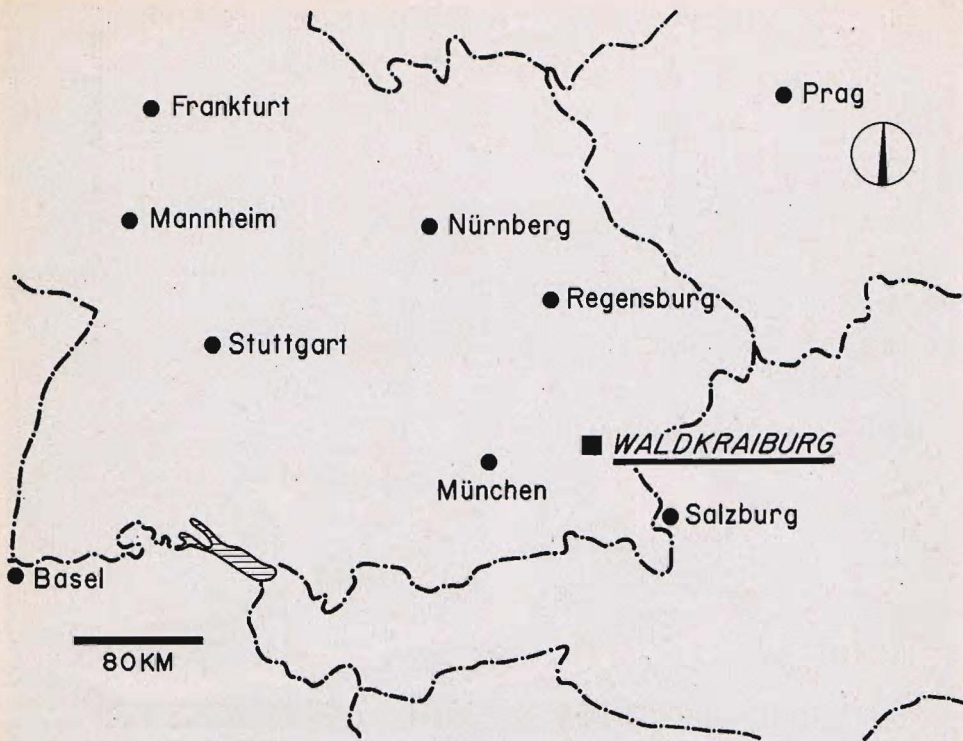 Frankfurt
Prag
Mannheim
Nürnberg
Regensburg
Stuttgart
WALDKRAIBURG
München
Salzburg
Basel
80KM